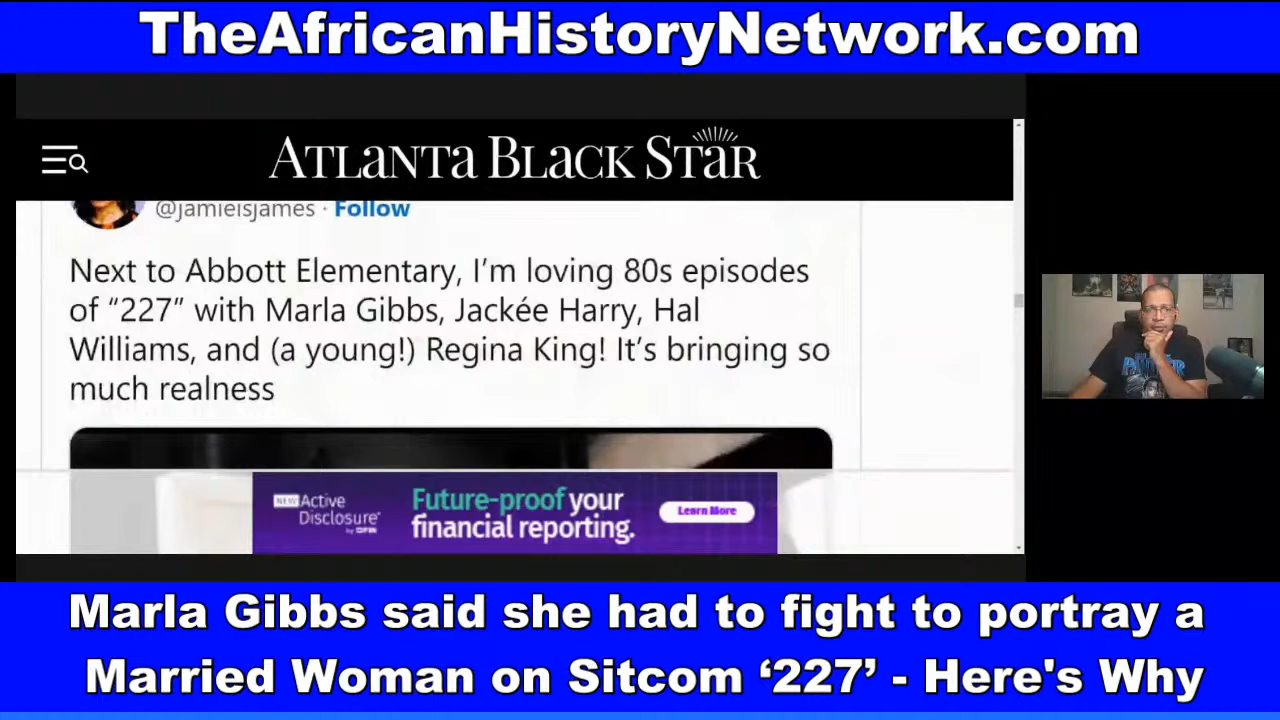 TheAfricanHistoryNetwork.com
ATLANTA BLACK STAR
@jamieisjames · Follow
Next to Abbott Elementary, I’m loving 80s episodes
of “227” with Marla Gibbs, Jackée Harry, Hal
Williams, and (a young!) Regina King! It’s bringing so
much realness
NEW Active
Disclosure
Future-proof your
financial reporting.
Learn More
Marla Gibbs said she had to fight to portray a
Married Woman on Sitcom ‘227’ - Here's Why